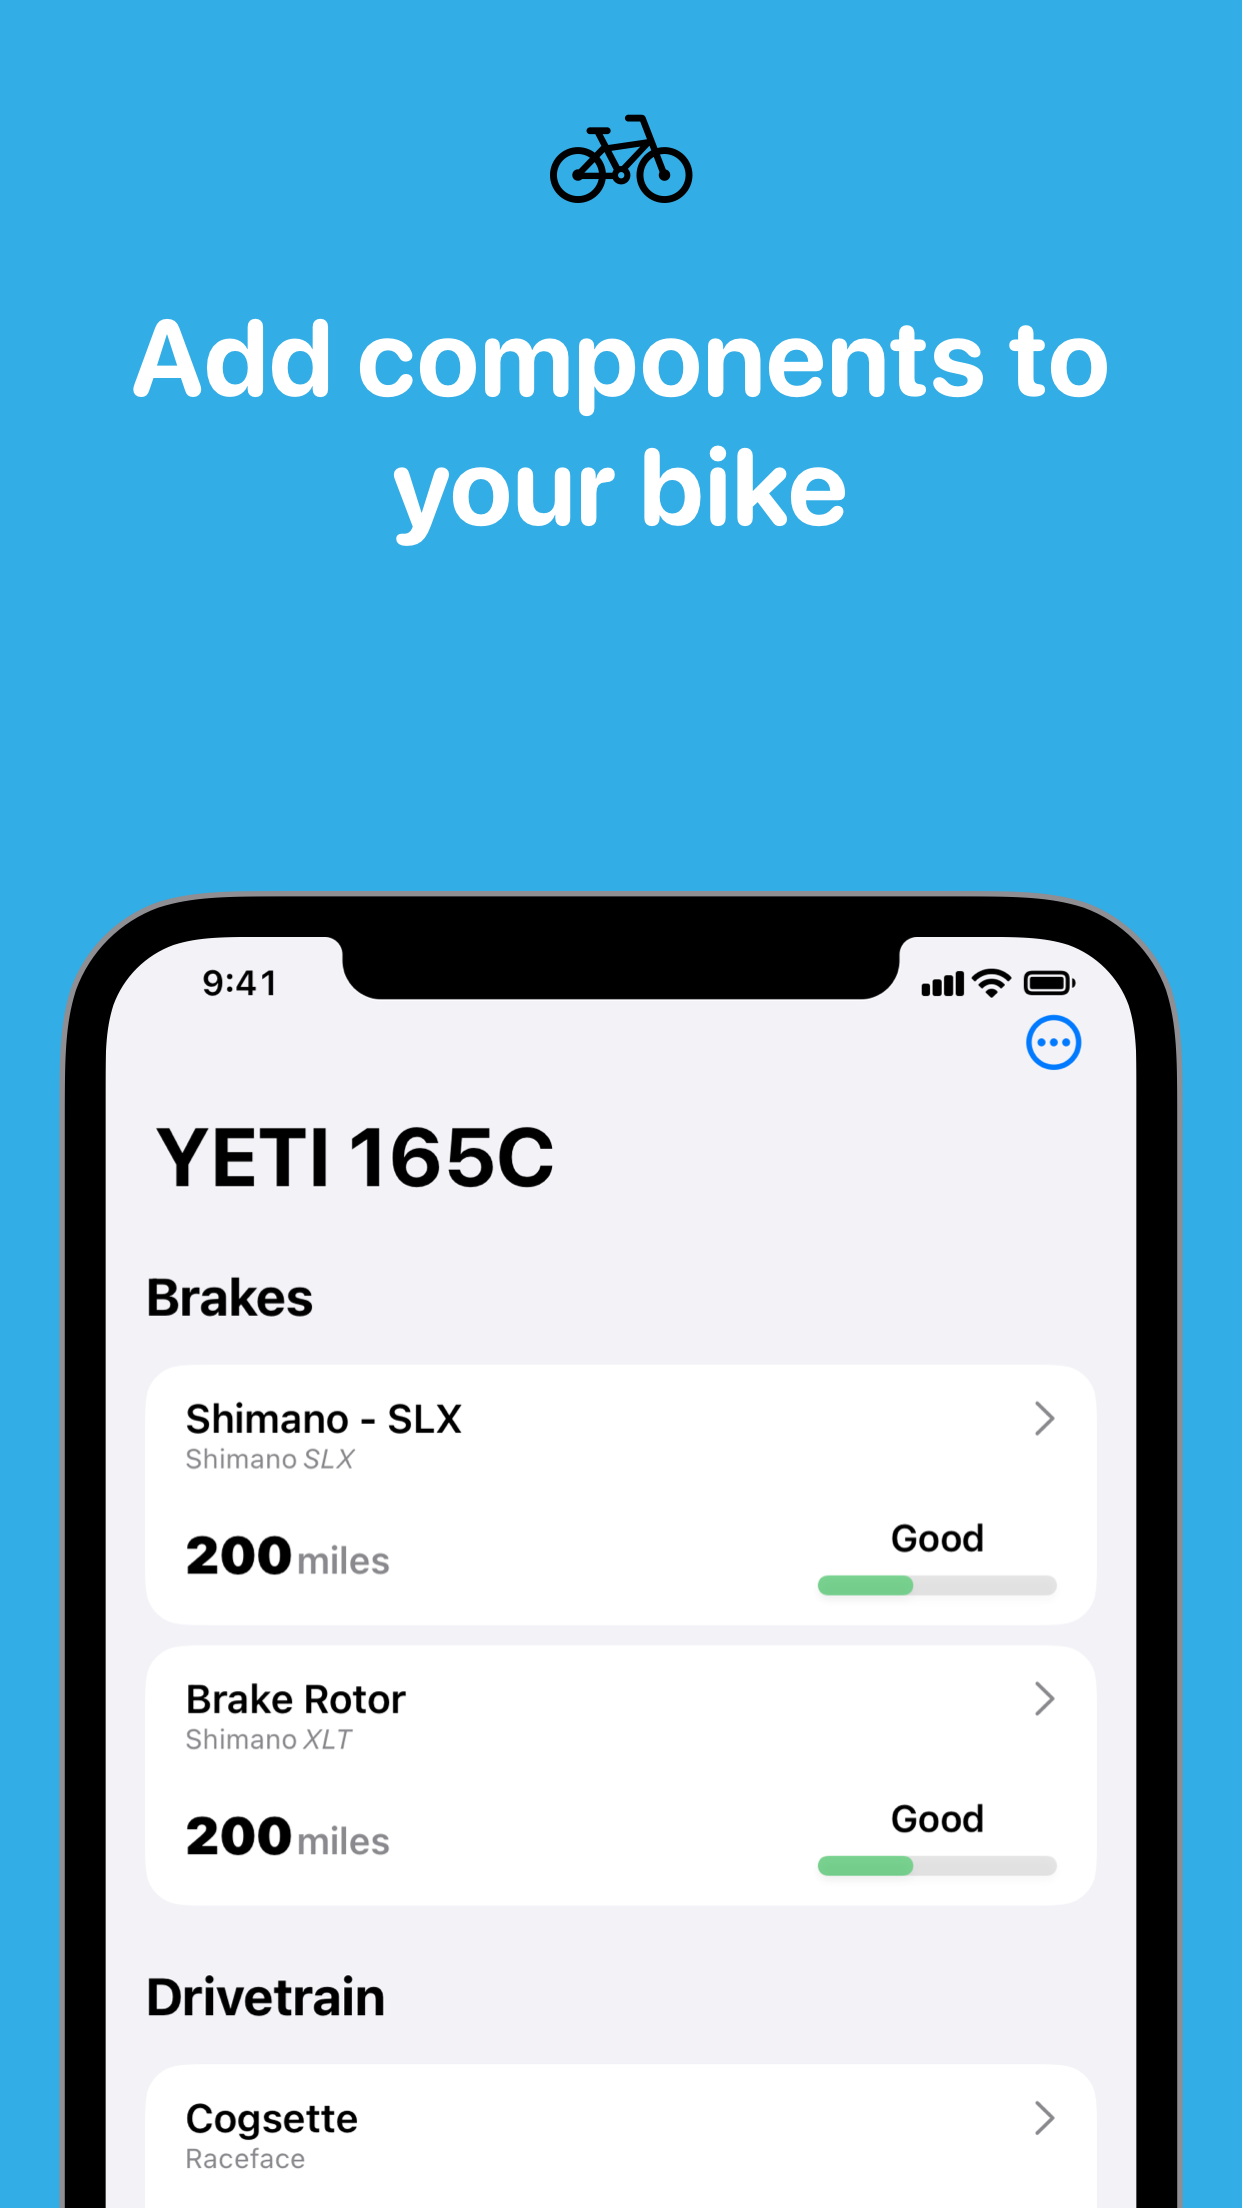 Add components to
your bike
9:41
YETI 165C
Brakes
Shimano - SLX
Shimano SLX
Good
200 miles
Brake Rotor
Shimano XLT
Good
200 miles
Drivetrain
Cogsette
Raceface